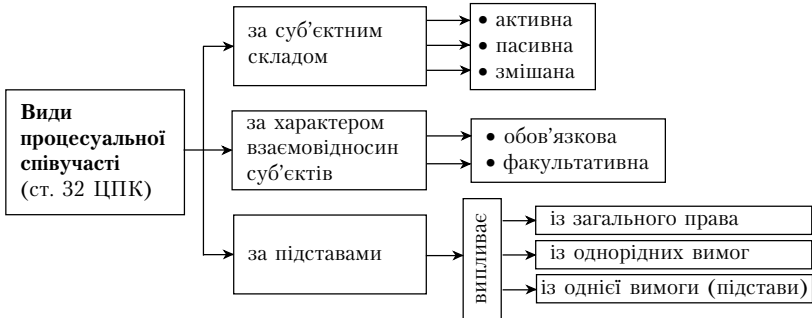 Види
процесуальної
співучасті
(ст. 32 ЦПК)
за суб’єктним
складом
• активна
• пасивна
• змішана
за характером
взаємовідносин
суб’єктів
• обов’язкова
• факультативна
за підставами
випливає
із загального права
із однорідних вимог
із однієї вимоги (підстави)